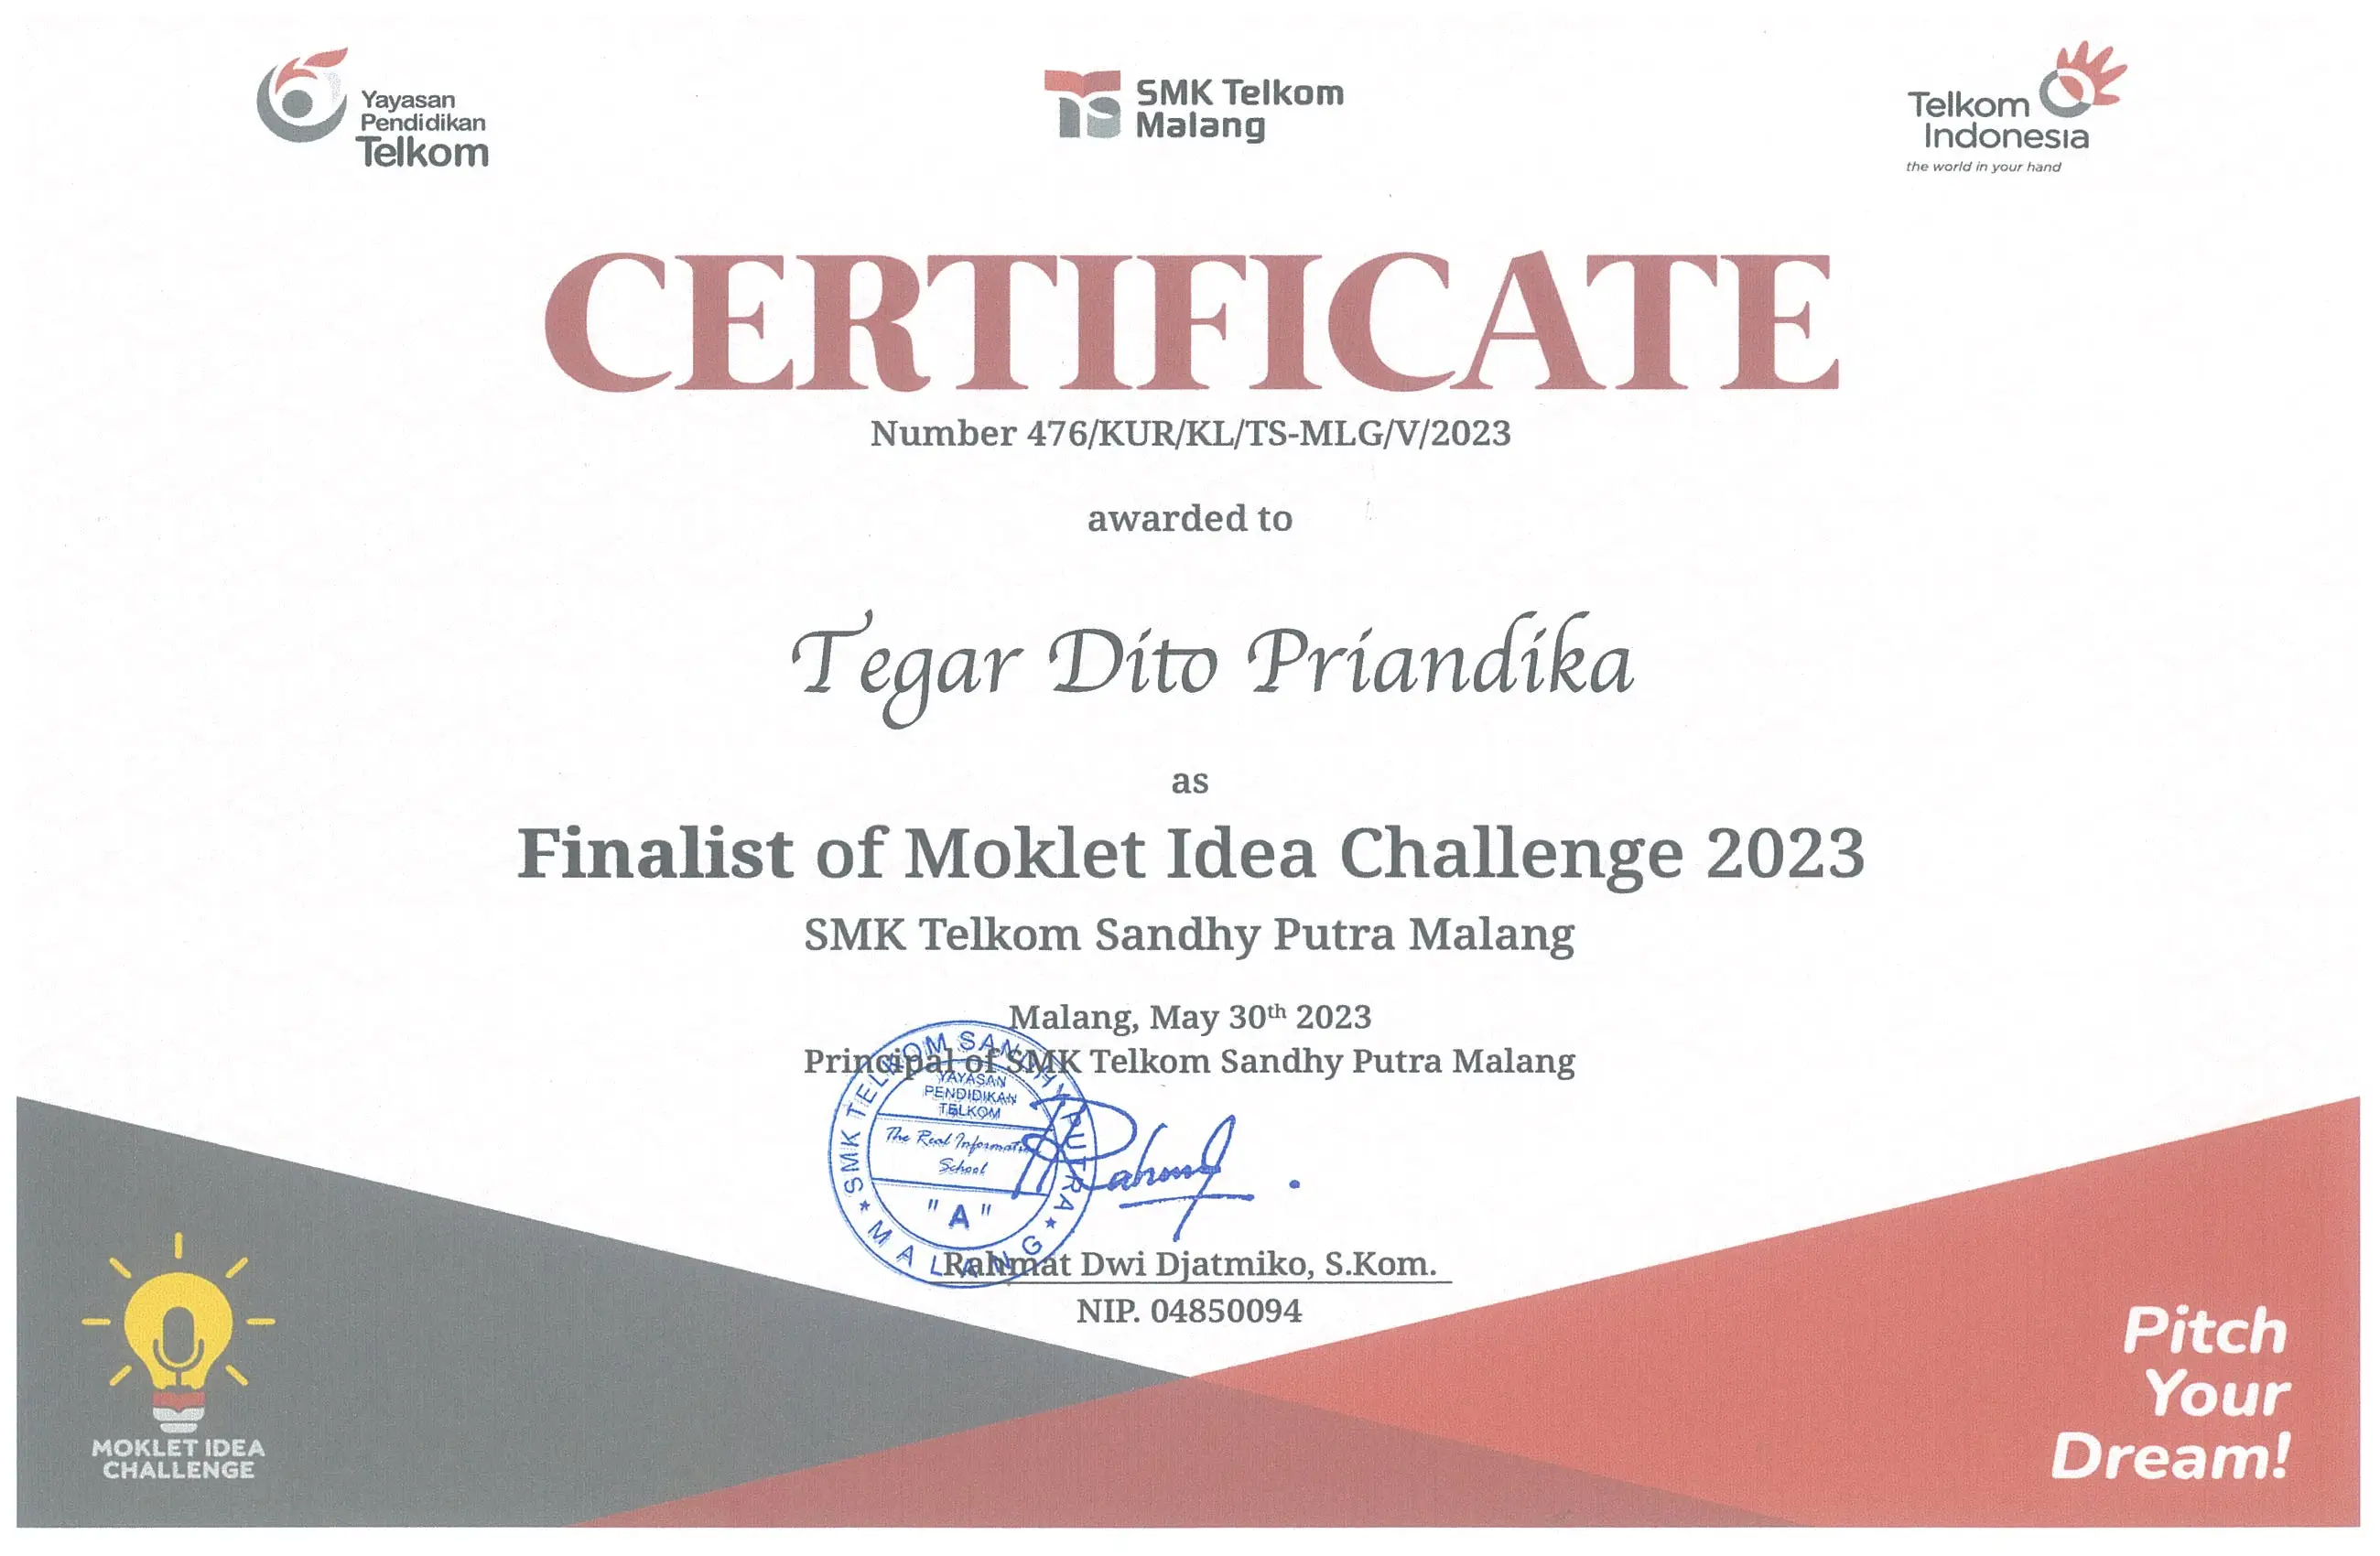 Yayasan
Pendidikan
Telkom
SMK Telkom
Malang
Telkom
Indonesia
the world in your hand
CERTIFICATE
Number 476/KUR/KL/TS-MLG/V/2023
awarded to
Tegar Dito Priandika
as
Finalist of Moklet Idea Challenge 2023
SMK Telkom Sandhy Putra Malang
Malang, May 30th 2023
Principal of SMK Telkom Sandhy Putra Malang
SMK TELKOM SANDHY PUTRA
YAYASAN
PENDIDIKAN
TELKOM
The Real Informatics
School
" A "
MALANG
Rahmat Dwi Djatmiko, S.Kom.
NIP. 04850094
MOKLET IDEA
CHALLENGE
Pitch
Your
Dream!